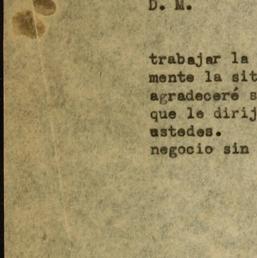 D. M.
trabajar la
mente la sit
agradeceré s
que le dirij
ustedes.
negocio sin